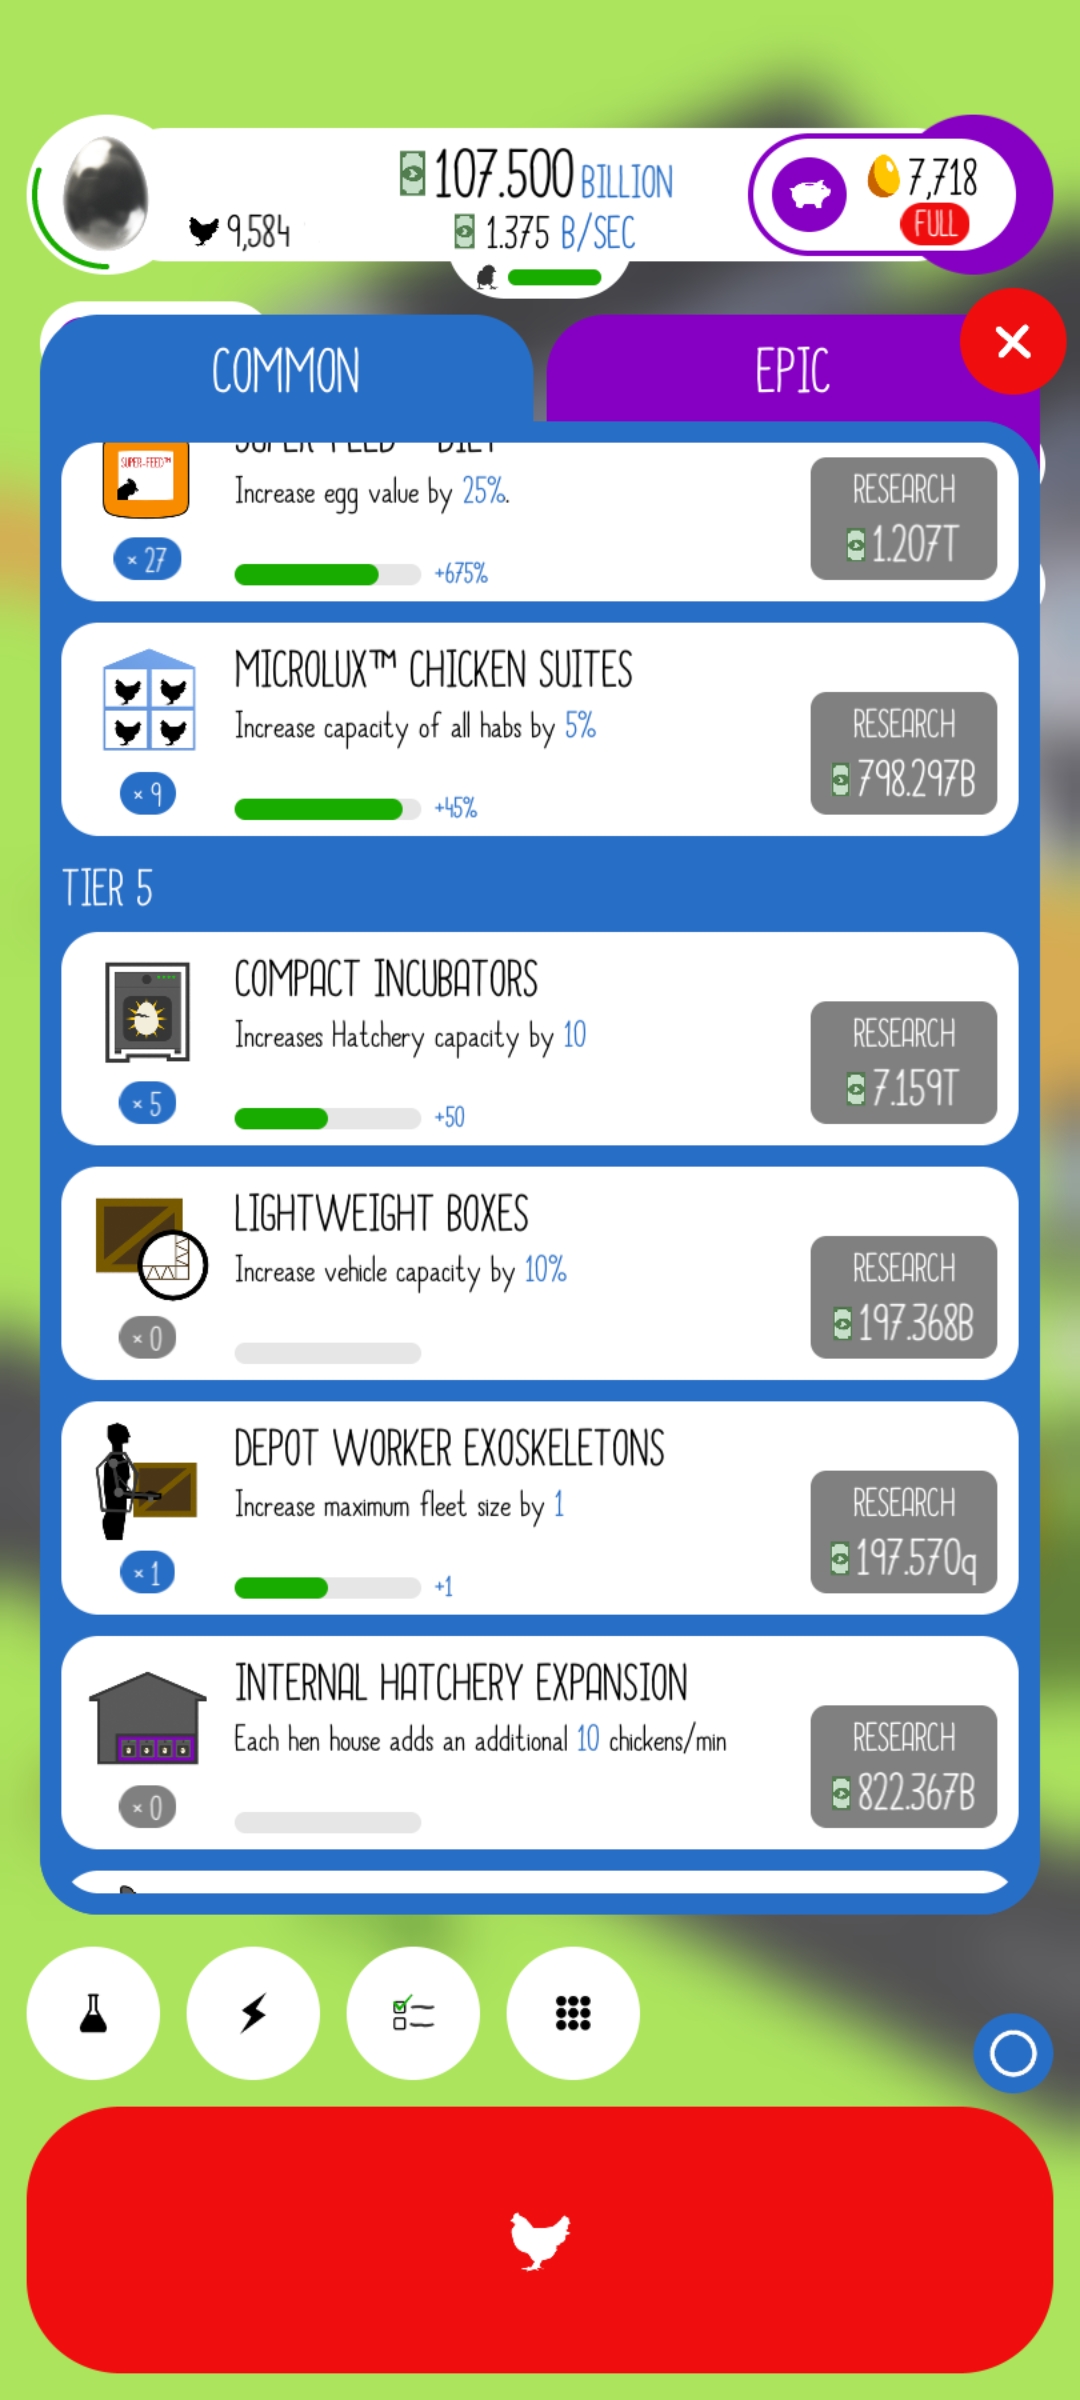 107.500 BILLION
9,584
1.375 B/SEC
7,718
FULL
COMMON
EPIC
SUPER-FEED™ DIET
SUPER-FEED™
Increase egg value by 25%.
RESEARCH
1.207T
× 27
+675%
MICROLUX™ CHICKEN SUITES
Increase capacity of all habs by 5%
RESEARCH
798.297B
× 9
+45%
TIER 5
COMPACT INCUBATORS
Increases Hatchery capacity by 10
RESEARCH
7.159T
× 5
+50
LIGHTWEIGHT BOXES
Increase vehicle capacity by 10%
RESEARCH
197.368B
× 0
DEPOT WORKER EXOSKELETONS
Increase maximum fleet size by 1
RESEARCH
197.570q
× 1
+1
INTERNAL HATCHERY EXPANSION
Each hen house adds an additional 10 chickens/min
RESEARCH
822.367B
× 0